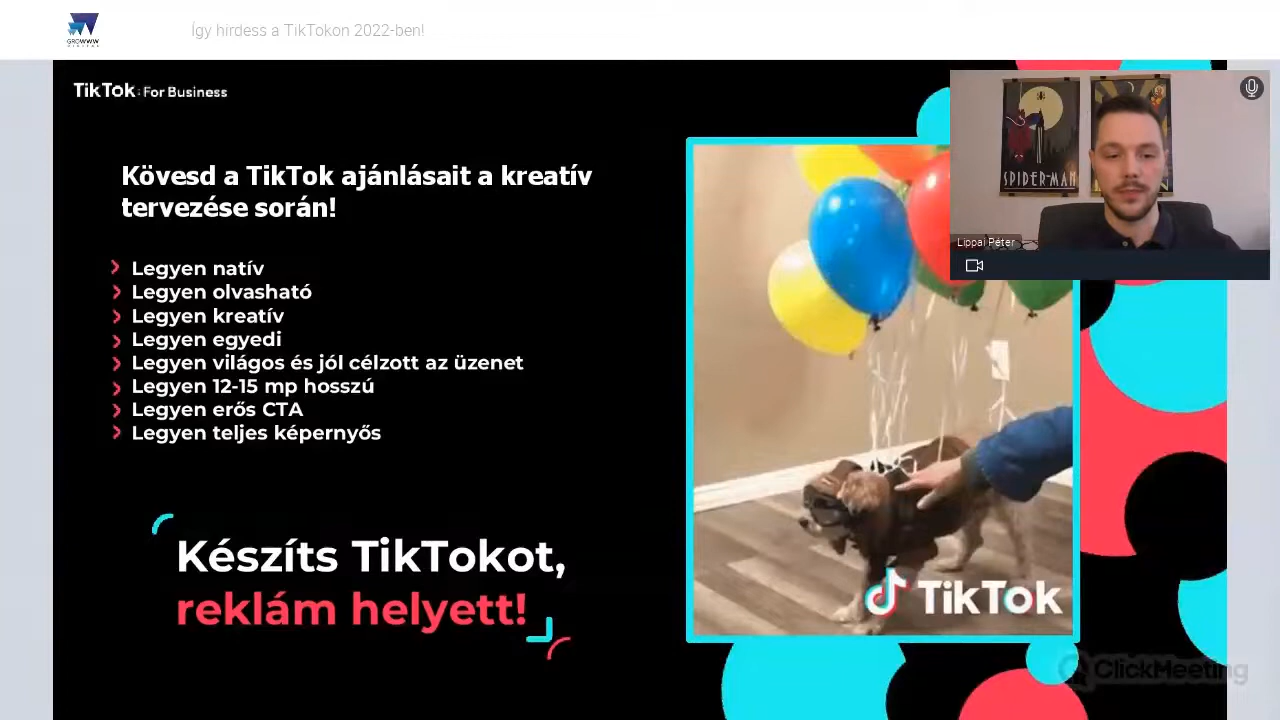 GROWWW
DIGITAL
Így hirdess a TikTokon 2022-ben!
TikTok: For Business
Kövesd a TikTok ajánlásait a kreatív
tervezése során!
Legyen natív
Legyen olvasható
Legyen kreatív
Legyen egyedi
Legyen világos és jól célzott az üzenet
Legyen 12-15 mp hosszú
Legyen erős CTA
Legyen teljes képernyős
Készíts TikTokot,
reklám helyett!
TikTok
SPIDER-MAN
Lippai Péter
ClickMeeting